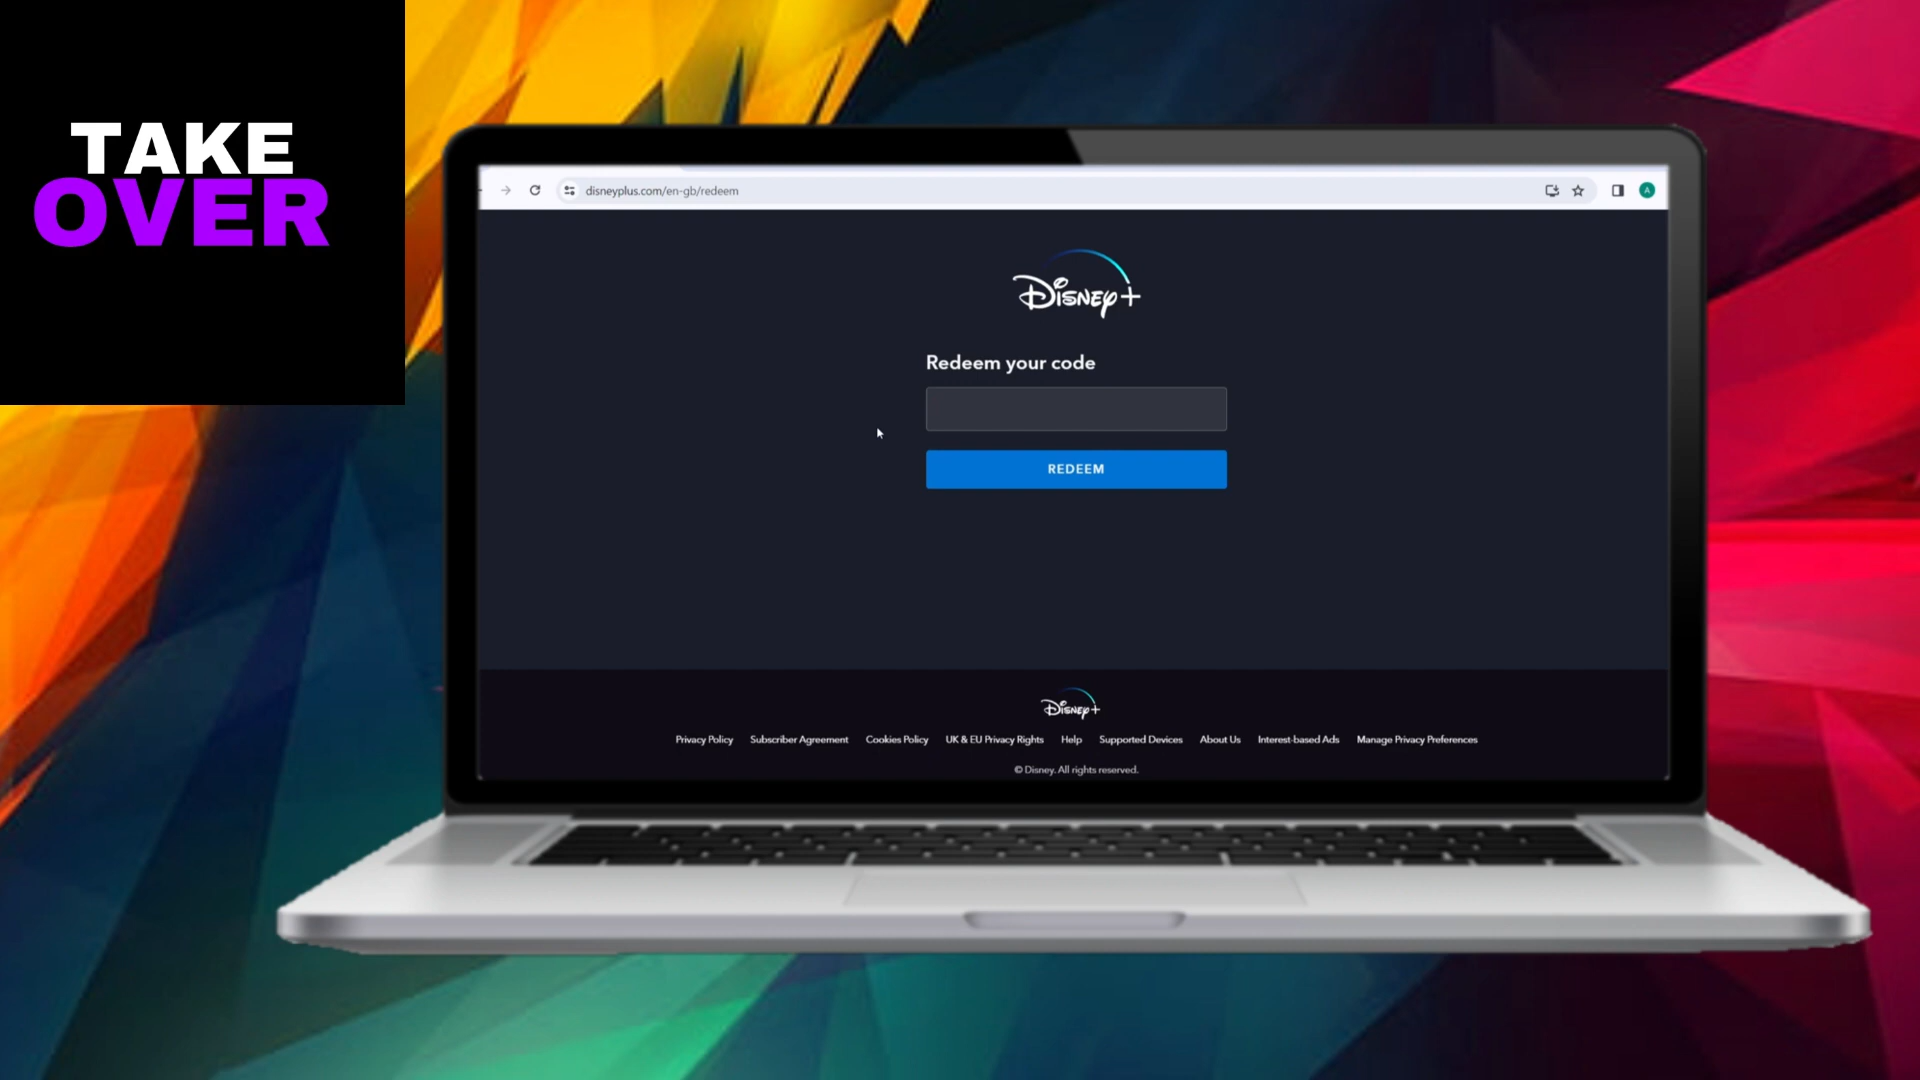 TAKE
OVER
disneyplus.com/en-gb/redeem
A
Disney+
Redeem your code
REDEEM
Disney+
Privacy Policy Subscriber Agreement Cookies Policy UK & EU Privacy Rights Help Supported Devices About Us Interest-based Ads Manage Privacy Preferences
© Disney. All rights reserved.